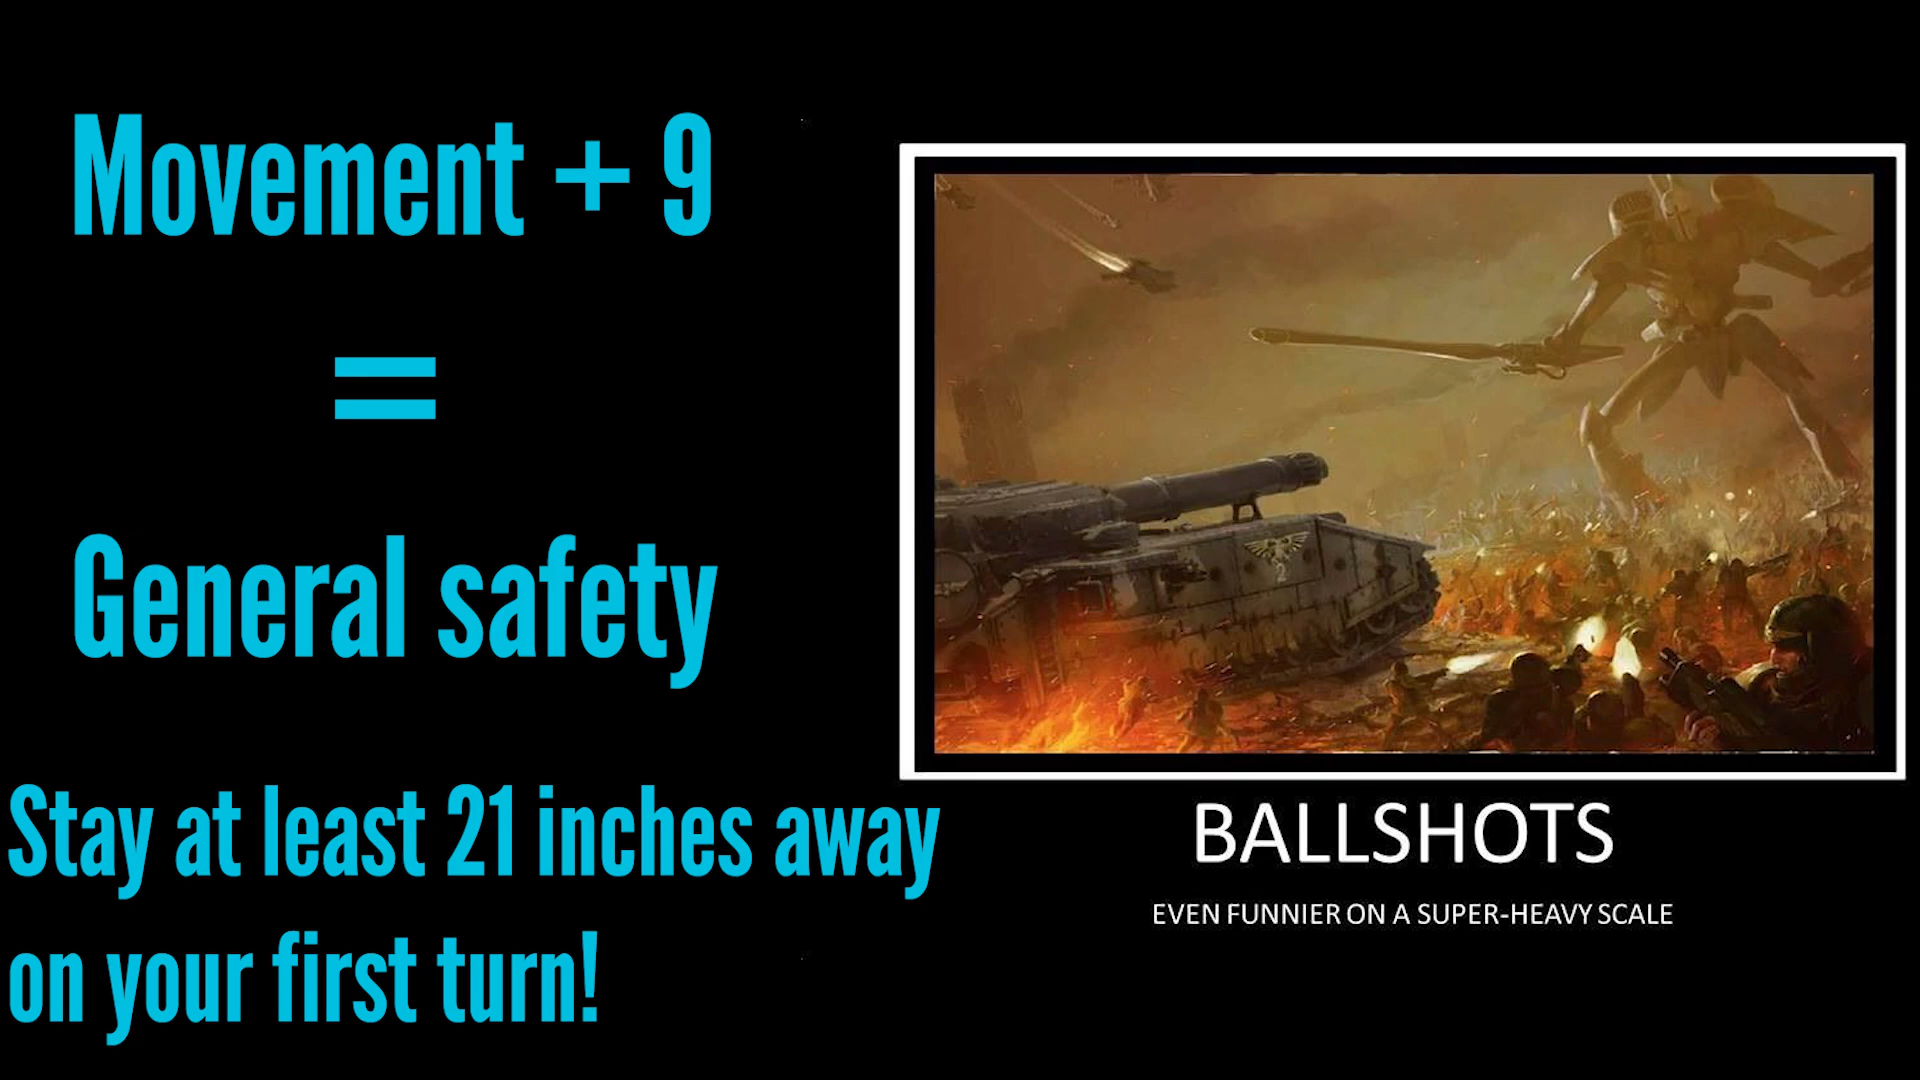 Movement + 9
=
General safety
Stay at least 21 inches away
on your first turn!
BALLSHOTS
EVEN FUNNIER ON A SUPER-HEAVY SCALE